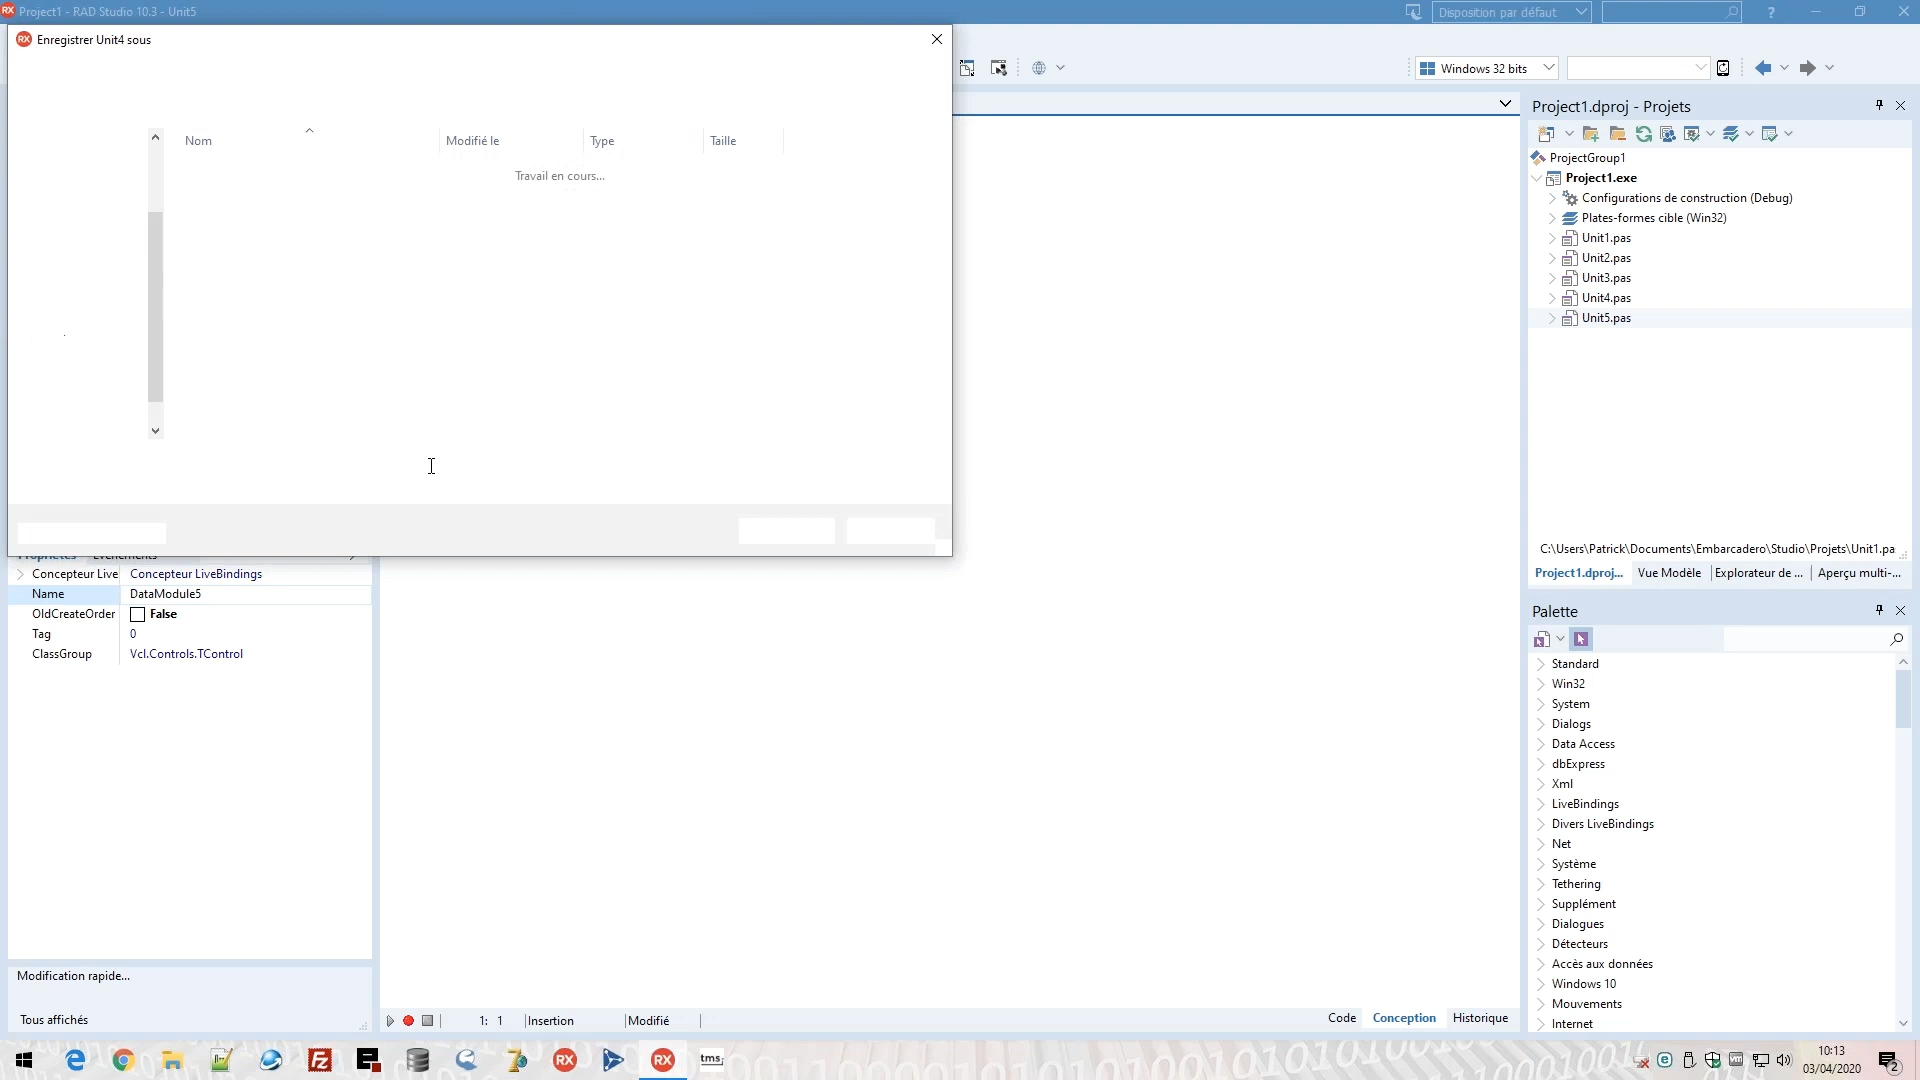 Project1 - RAD Studio 10.3 - Unit5
Disposition par défaut
?
Enregistrer Unit4 sous
Nom
Modifié le
Type
Taille
Travail en cours...
Windows 32 bits
Project1.dproj - Projets
ProjectGroup1
Project1.exe
Configurations de construction (Debug)
Plates-formes cible (Win32)
Unit1.pas
Unit2.pas
Unit3.pas
Unit4.pas
Unit5.pas
C:\Users\Patrick\Documents\Embarcadero\Studio\Projets\Unit1.pa
Project1.dproj...
Vue Modèle
Explorateur de ...
Aperçu multi-...
Propriétés
Evénements
Concepteur Live
Concepteur LiveBindings
Name
DataModule5
OldCreateOrder
False
Tag
0
ClassGroup
Vcl.Controls.TControl
Modification rapide...
Tous affichés
1: 1
Insertion
Modifié
Code
Conception
Historique
Palette
Standard
Win32
System
Dialogs
Data Access
dbExpress
Xml
LiveBindings
Divers LiveBindings
Net
Système
Tethering
Supplément
Dialogues
Détecteurs
Accès aux données
Windows 10
Mouvements
Internet
RX
RX
tms
10:13
03/04/2020
2